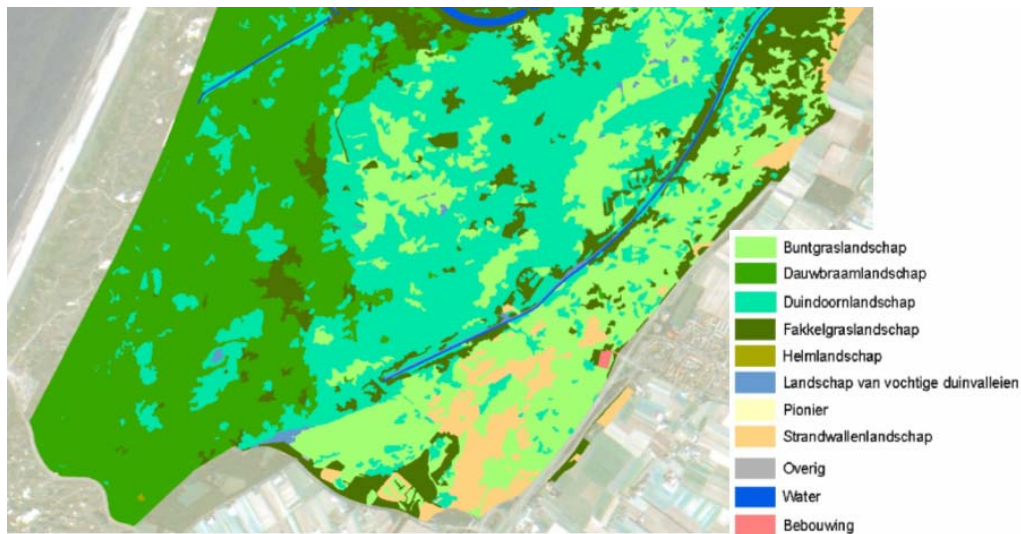 Buntgraslandschap
Dauwbraamlandschap
Duindoornlandschap
Fakkelgraslandschap
Helmlandschap
Landschap van vochtige duinvalleien
Pionier
Strandwallenlandschap
Overig
Water
Bebouwing